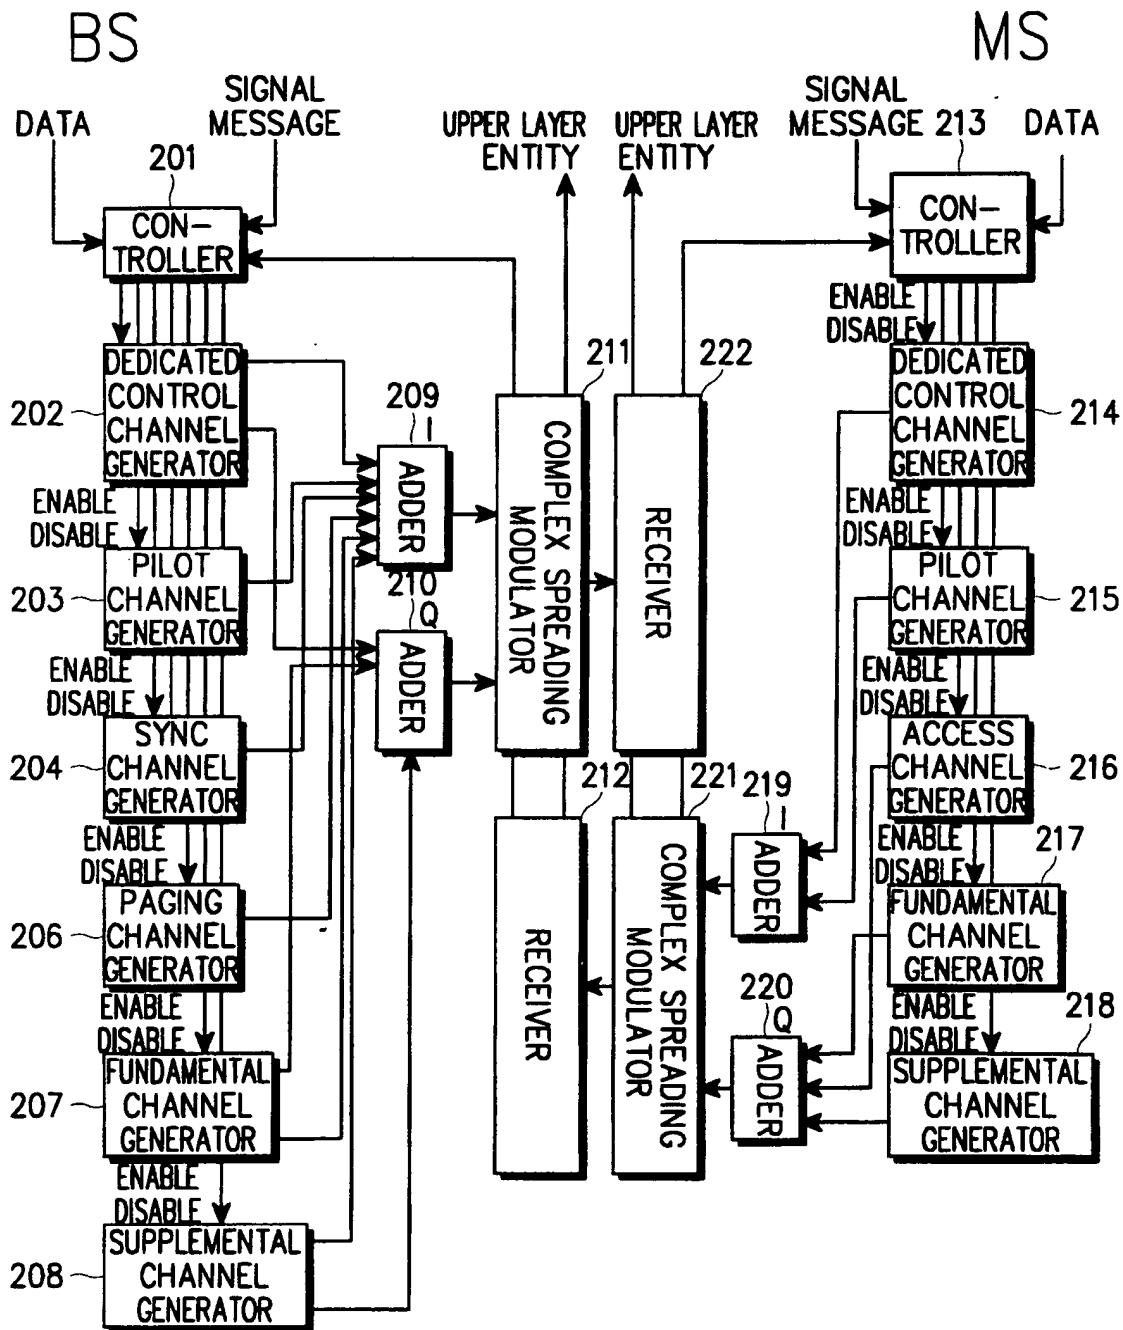 BS
MS
DATA
SIGNAL
MESSAGE
201
CON-
TROLLER
UPPER LAYER
ENTITY
UPPER LAYER
ENTITY
SIGNAL
MESSAGE
213
DATA
CON-
TROLLER
ENABLE
DISABLE
202
DEDICATED
CONTROL
CHANNEL
GENERATOR
ENABLE
DISABLE
203
PILOT
CHANNEL
GENERATOR
ENABLE
DISABLE
204
SYNC
CHANNEL
GENERATOR
ENABLE
DISABLE
206
PAGING
CHANNEL
GENERATOR
ENABLE
DISABLE
207
FUNDAMENTAL
CHANNEL
GENERATOR
ENABLE
DISABLE
208
SUPPLEMENTAL
CHANNEL
GENERATOR
209
I
ADDER
210
Q
ADDER
211
COMPLEX SPREADING
MODULATOR
222
RECEIVER
212
RECEIVER
221
COMPLEX SPREADING
MODULATOR
219
I
ADDER
220
Q
ADDER
DEDICATED
CONTROL
CHANNEL
GENERATOR
214
ENABLE
DISABLE
PILOT
CHANNEL
GENERATOR
215
ENABLE
DISABLE
ACCESS
CHANNEL
GENERATOR
216
ENABLE
DISABLE
217
FUNDAMENTAL
CHANNEL
GENERATOR
ENABLE
DISABLE
218
SUPPLEMENTAL
CHANNEL
GENERATOR